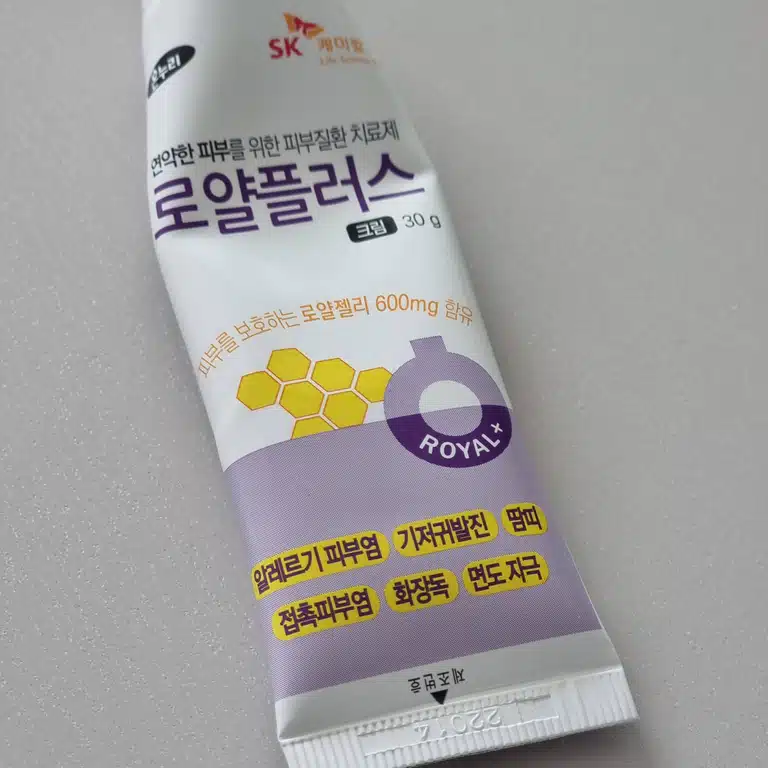 온누리
SK 케미칼
Life Science
연약한 피부를 위한 피부질환 치료제
로얄플러스
크림 30 g
피부를 보호하는 로얄젤리 600mg 함유
ROYAL+
알레르기 피부염 기저귀발진 땀띠
접촉피부염 화장독 면도 자극
제조번호